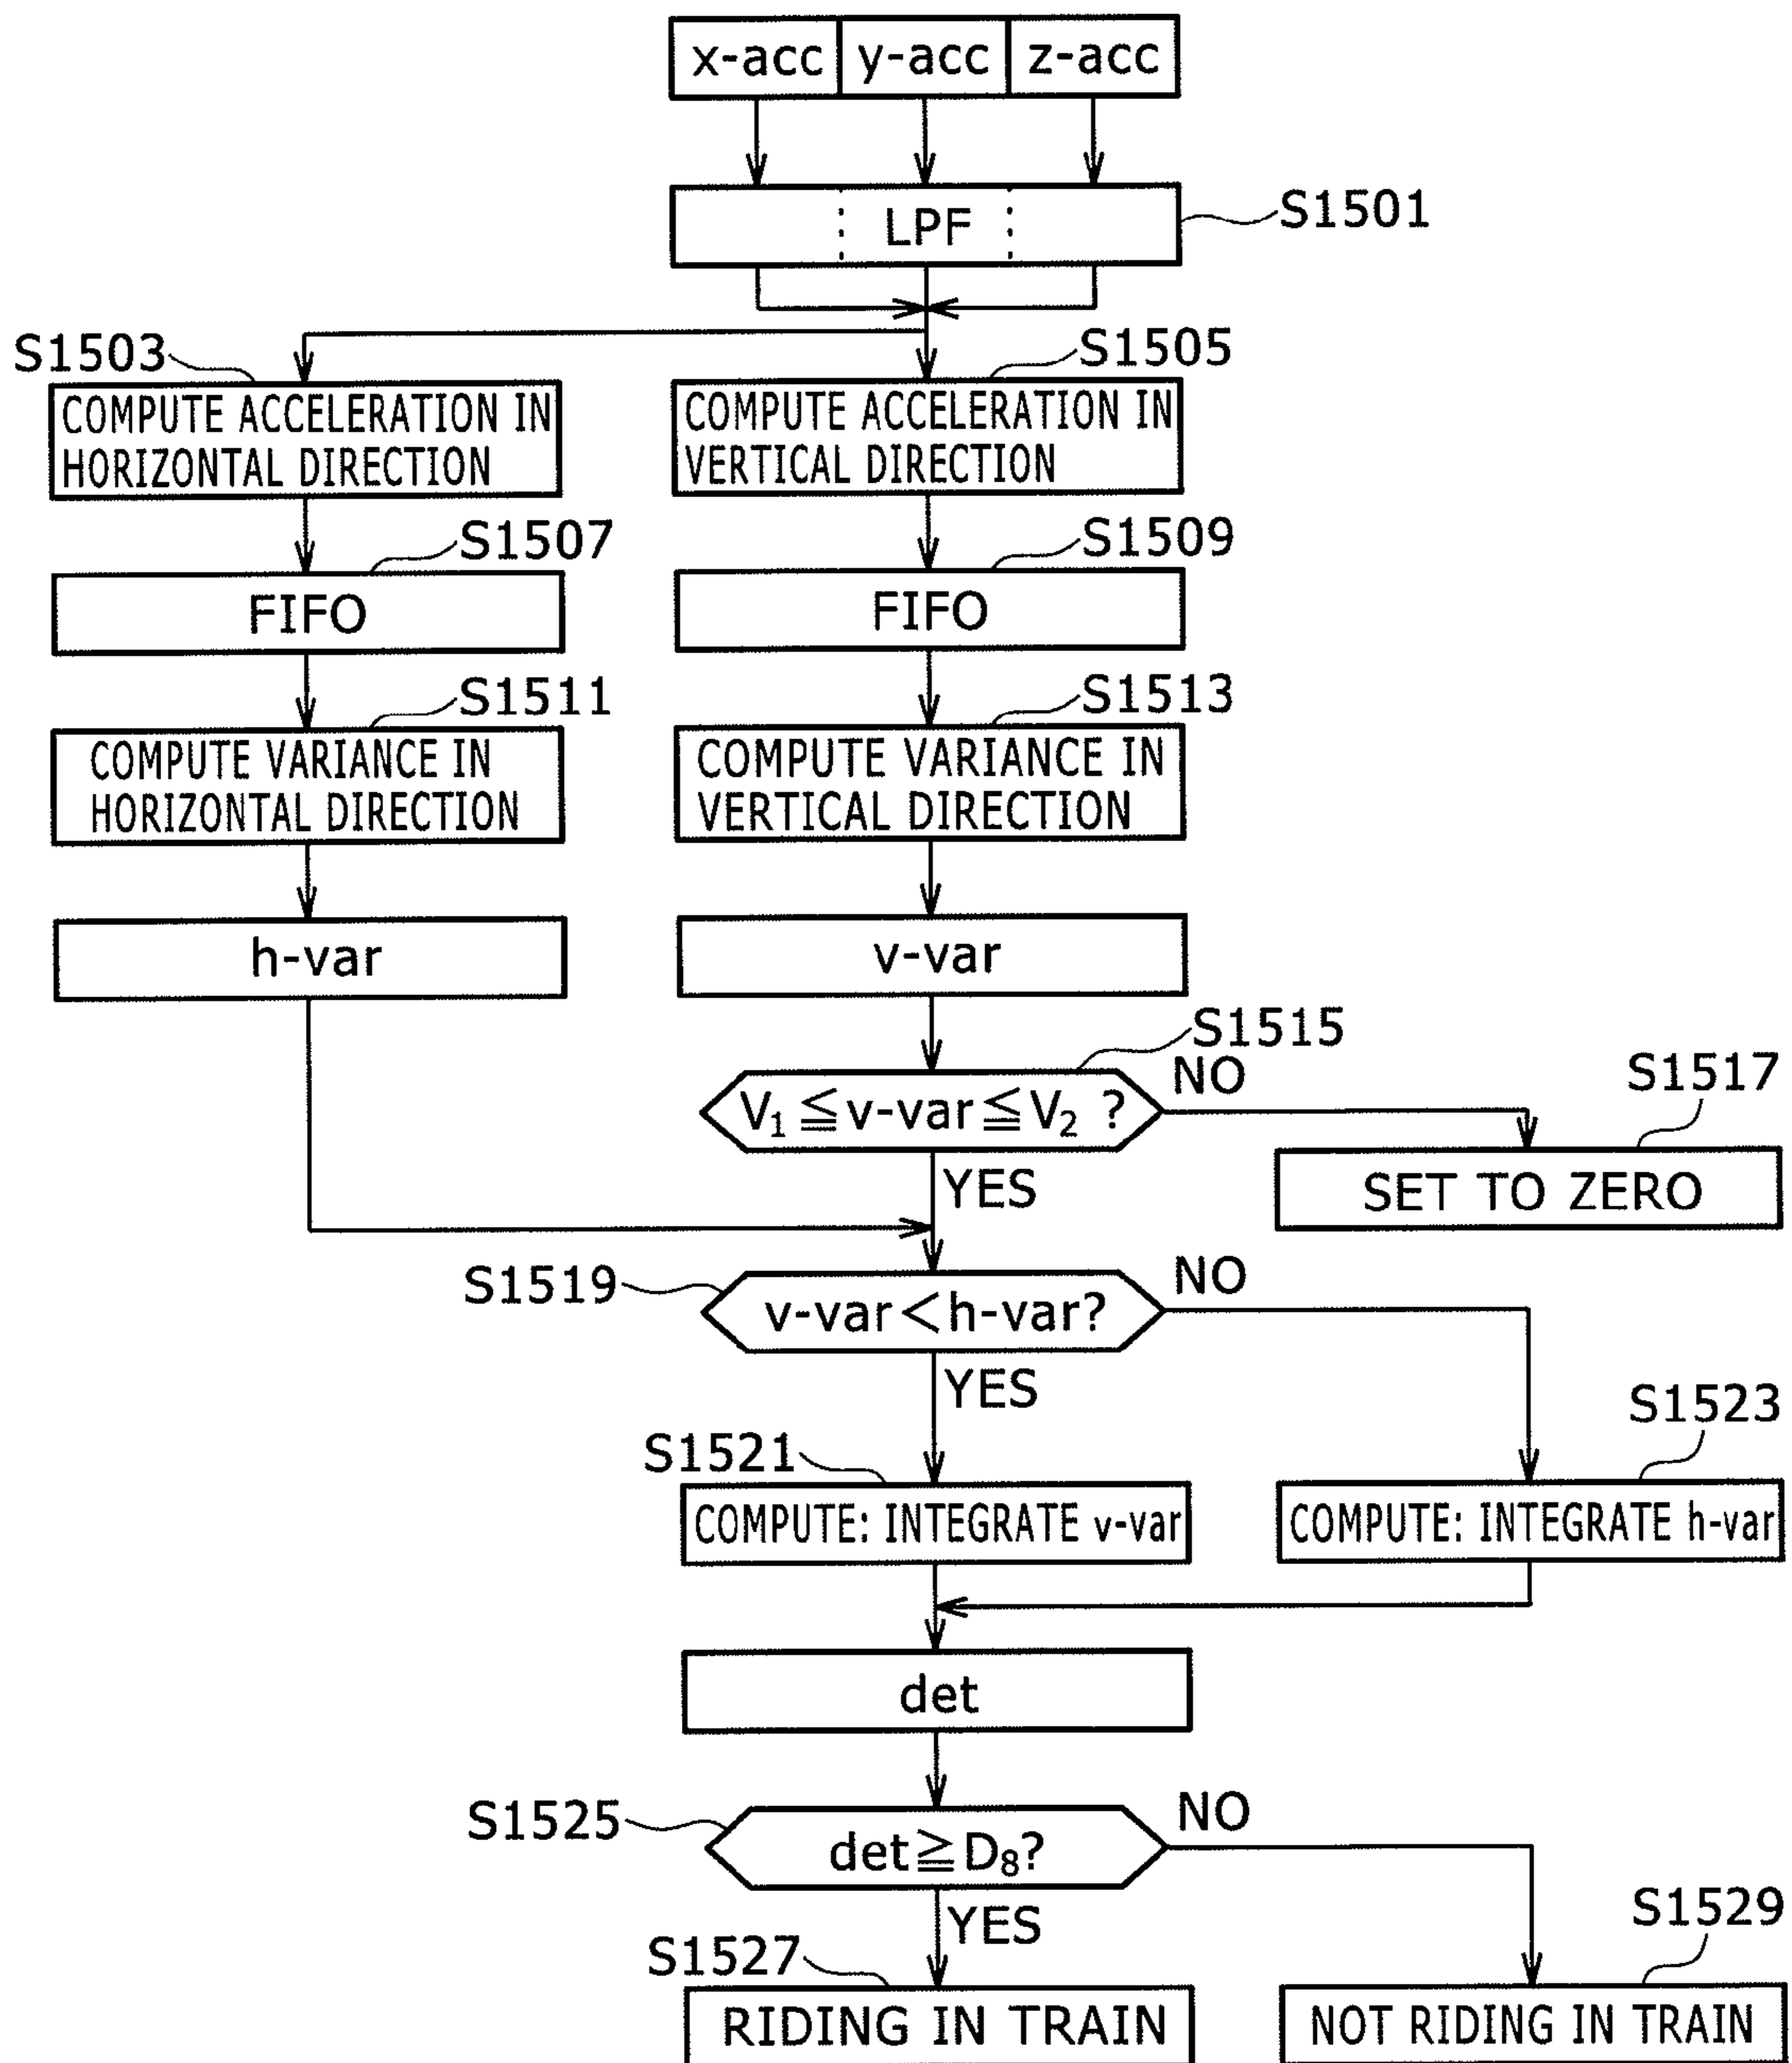 x-acc y-acc z-acc
LPF
S1501
S1503
S1505
COMPUTE ACCELERATION IN
HORIZONTAL DIRECTION
COMPUTE ACCELERATION IN
VERTICAL DIRECTION
S1507
S1509
FIFO
FIFO
S1511
S1513
COMPUTE VARIANCE IN
HORIZONTAL DIRECTION
COMPUTE VARIANCE IN
VERTICAL DIRECTION
h-var
v-var
S1515
V₁≦v-var≦V₂ ?
NO
S1517
SET TO ZERO
YES
S1519
v-var<h-var?
NO
YES
S1521
S1523
COMPUTE: INTEGRATE v-var
COMPUTE: INTEGRATE h-var
det
S1525
det≧D₈?
NO
YES
S1527
S1529
RIDING IN TRAIN
NOT RIDING IN TRAIN